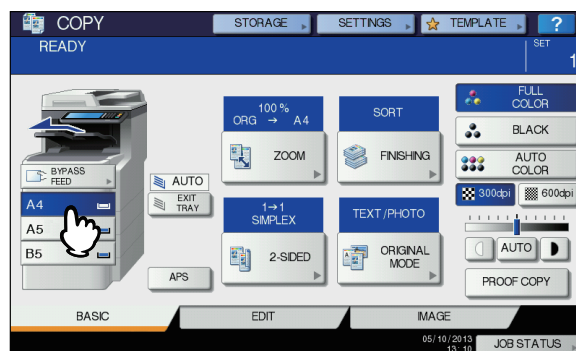 COPY
STORAGE
SETTINGS
TEMPLATE
?
READY
SET
1
100 %
ORG → A4
ZOOM
SORT
FINISHING
FULL
COLOR
BLACK
AUTO
COLOR
300dpi
600dpi
BYPASS
FEED
AUTO
EXIT
TRAY
A4
A5
B5
1→1
SIMPLEX
2-SIDED
TEXT/PHOTO
ORIGINAL
MODE
AUTO
APS
PROOF COPY
BASIC
EDIT
IMAGE
05/10/2013
13:10
JOB STATUS